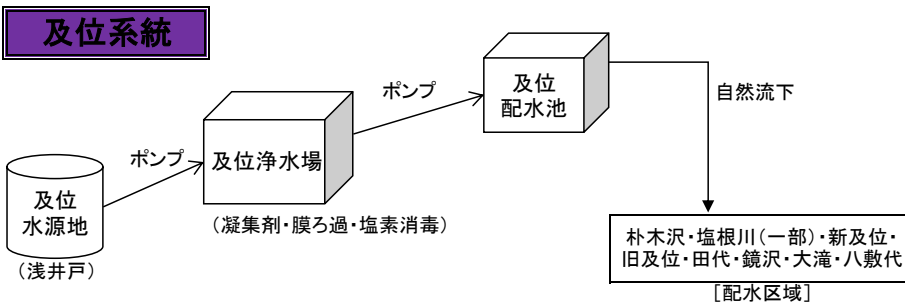 及位系統
ポンプ
及位
配水池
自然流下
ポンプ
及位浄水場
及位
水源地
(凝集剤・膜ろ過・塩素消毒)
(浅井戸)
朴木沢・塩根川(一部)・新及位・
旧及位・田代・鏡沢・大滝・八敷代
[配水区域]